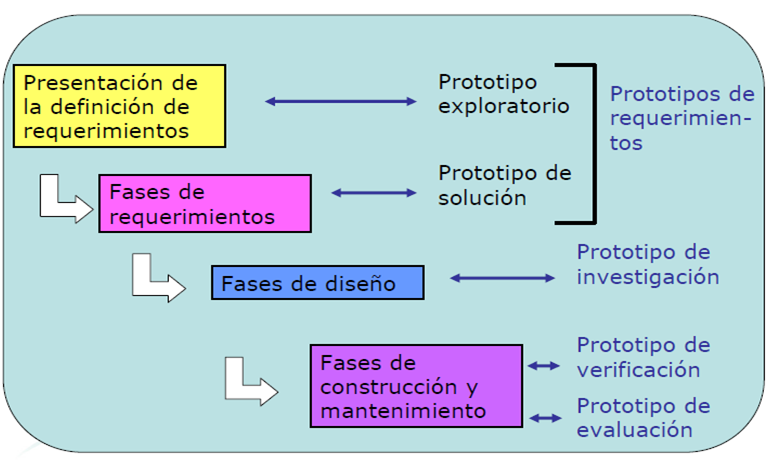 Presentación de
la definición de
requerimientos
Prototipo
exploratorio
Prototipos de
requerimien-
tos
Fases de
requerimientos
Prototipo de
solución
Fases de diseño
Prototipo de
investigación
Fases de
construcción y
mantenimiento
Prototipo de
verificación
Prototipo de
evaluación